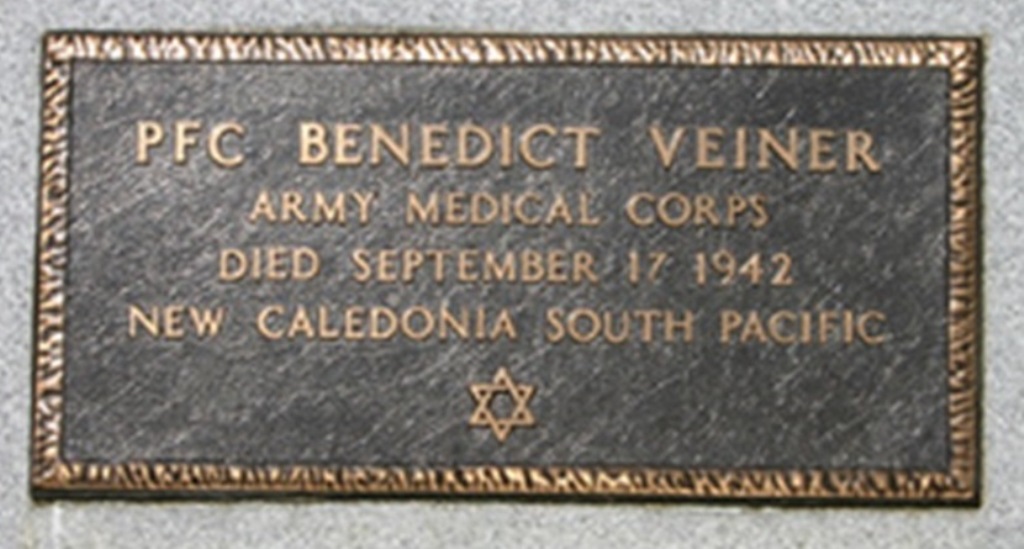 PFC BENEDICT VEINER
ARMY MEDICAL CORPS
DIED SEPTEMBER 17 1942
NEW CALEDONIA SOUTH PACIFIC